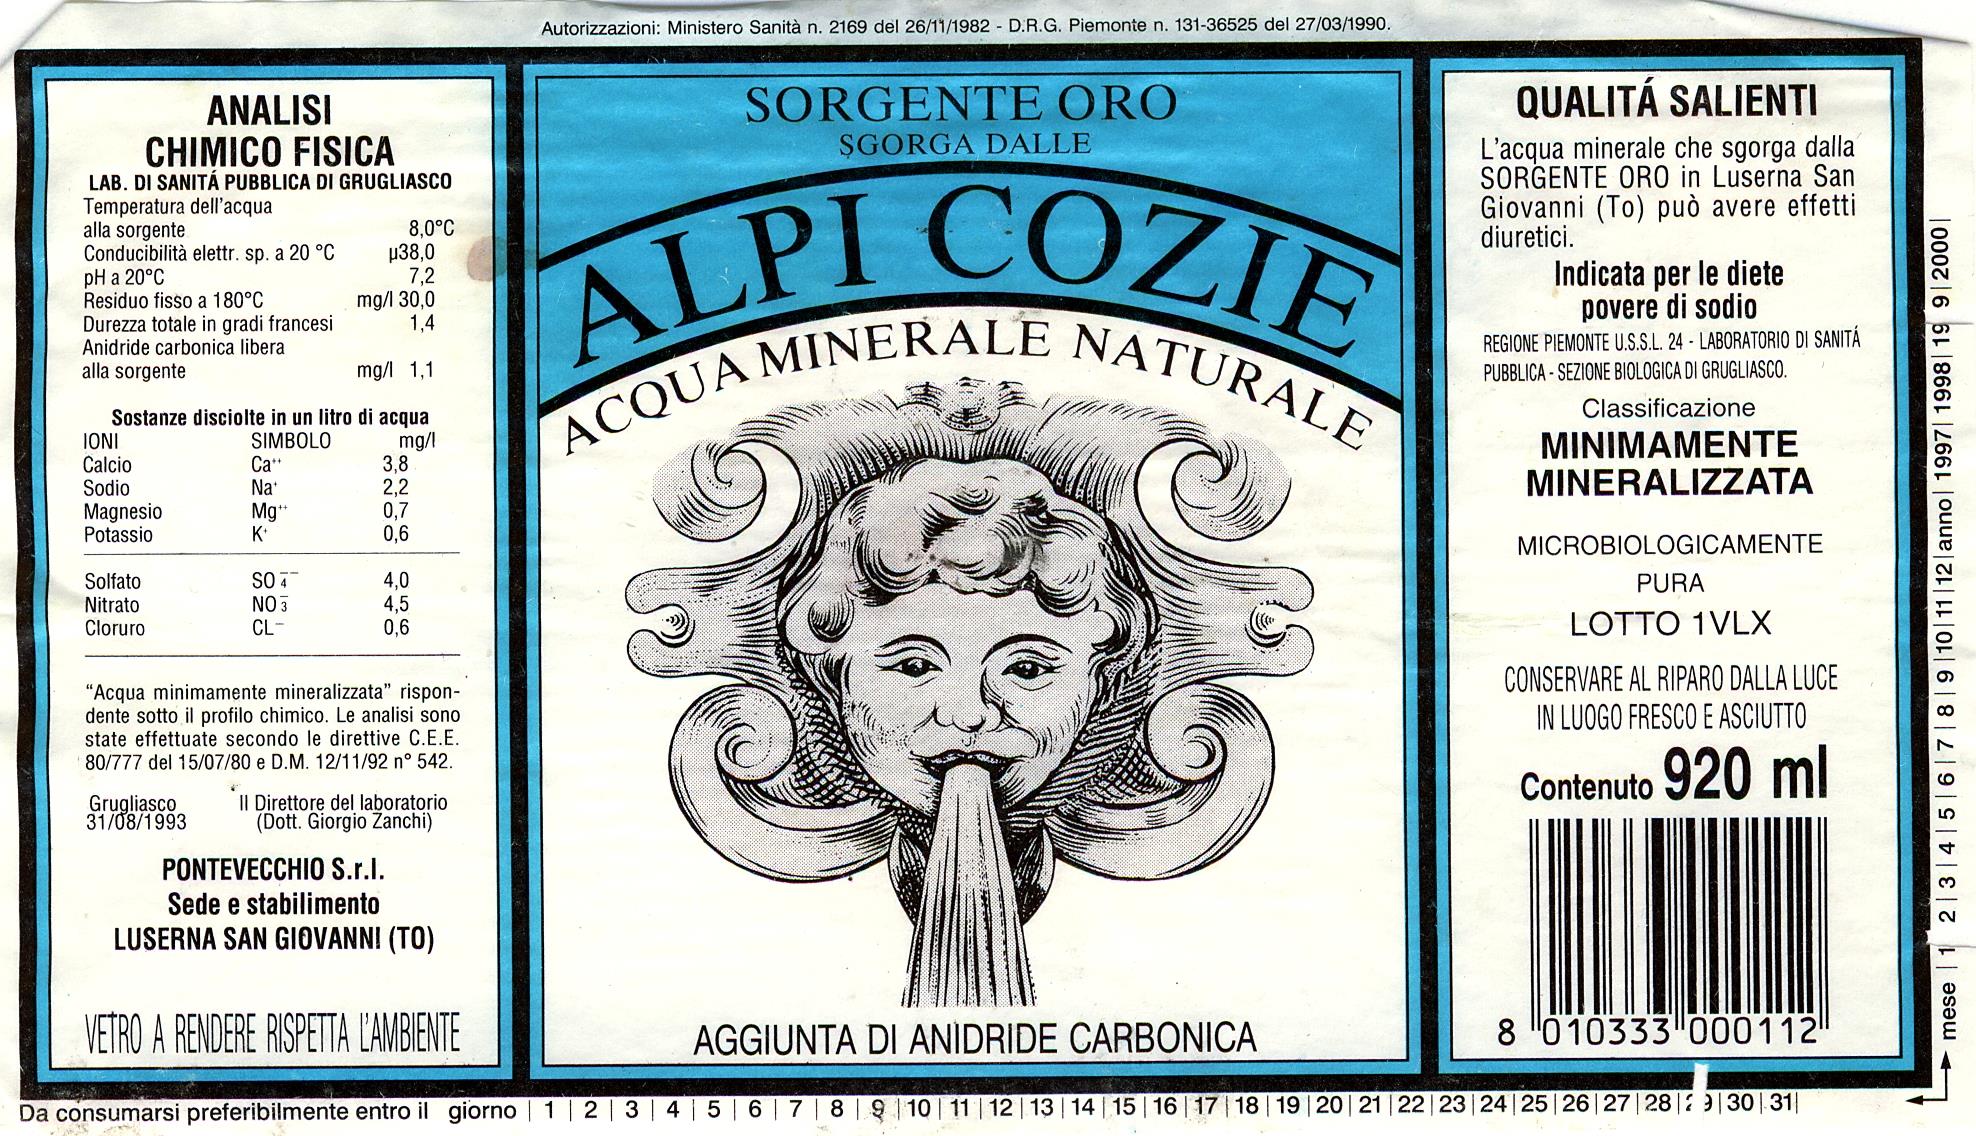 Autorizzazioni: Ministero Sanità n. 2169 del 26/11/1982 - D.R.G. Piemonte n. 131-36525 del 27/03/1990.
ANALISI
CHIMICO FISICA
LAB. DI SANITÁ PUBBLICA DI GRUGLIASCO
Temperatura dell'acqua
alla sorgente 8,0°C
Conducibilità elettr. sp. a 20 °C µ38,0
pH a 20°C 7,2
Residuo fisso a 180°C mg/l 30,0
Durezza totale in gradi francesi 1,4
Anidride carbonica libera
alla sorgente mg/l 1,1
Sostanze disciolte in un litro di acqua
IONI SIMBOLO mg/l
Calcio Ca++ 3,8
Sodio Na+ 2,2
Magnesio Mg++ 0,7
Potassio K+ 0,6
Solfato SO4-- 4,0
Nitrato NO3- 4,5
Cloruro CL- 0,6
“Acqua minimamente mineralizzata” rispon-
dente sotto il profilo chimico. Le analisi sono
state effettuate secondo le direttive C.E.E.
80/777 del 15/07/80 e D.M. 12/11/92 n° 542.
Grugliasco Il Direttore del laboratorio
31/08/1993 (Dott. Giorgio Zanchi)
PONTEVECCHIO S.r.l.
Sede e stabilimento
LUSERNA SAN GIOVANNI (TO)
VETRO A RENDERE RISPETTA L'AMBIENTE
SORGENTE ORO
SGORGA DALLE
ALPI COZIE
ACQUA MINERALE NATURALE
AGGIUNTA DI ANIDRIDE CARBONICA
QUALITÁ SALIENTI
L'acqua minerale che sgorga dalla
SORGENTE ORO in Luserna San
Giovanni (To) può avere effetti
diuretici.
Indicata per le diete
povere di sodio
REGIONE PIEMONTE U.S.S.L. 24 - LABORATORIO DI SANITÁ
PUBBLICA - SEZIONE BIOLOGICA DI GRUGLIASCO.
Classificazione
MINIMAMENTE
MINERALIZZATA
MICROBIOLOGICAMENTE
PURA
LOTTO 1VLX
CONSERVARE AL RIPARO DALLA LUCE
IN LUOGO FRESCO E ASCIUTTO
Contenuto 920 ml
8 010333 000112
mese | 1 2 | 3 | 4 | 5 | 6 | 7 | 8 | 9 | 10 | 11 | 12 | anno | 1997 | 1998 | 19 9 9 | 2000 |
Da consumarsi preferibilmente entro il giorno | 1 | 2 | 3 | 4 | 5 | 6 | 7 | 8 | 9 | 10 | 11 | 12 | 13 | 14 | 15 | 16 | 17 | 18 | 19 | 20 | 21 | 22 | 23 | 24 | 25 | 26 | 27 | 28 | 29 | 30 | 31 |